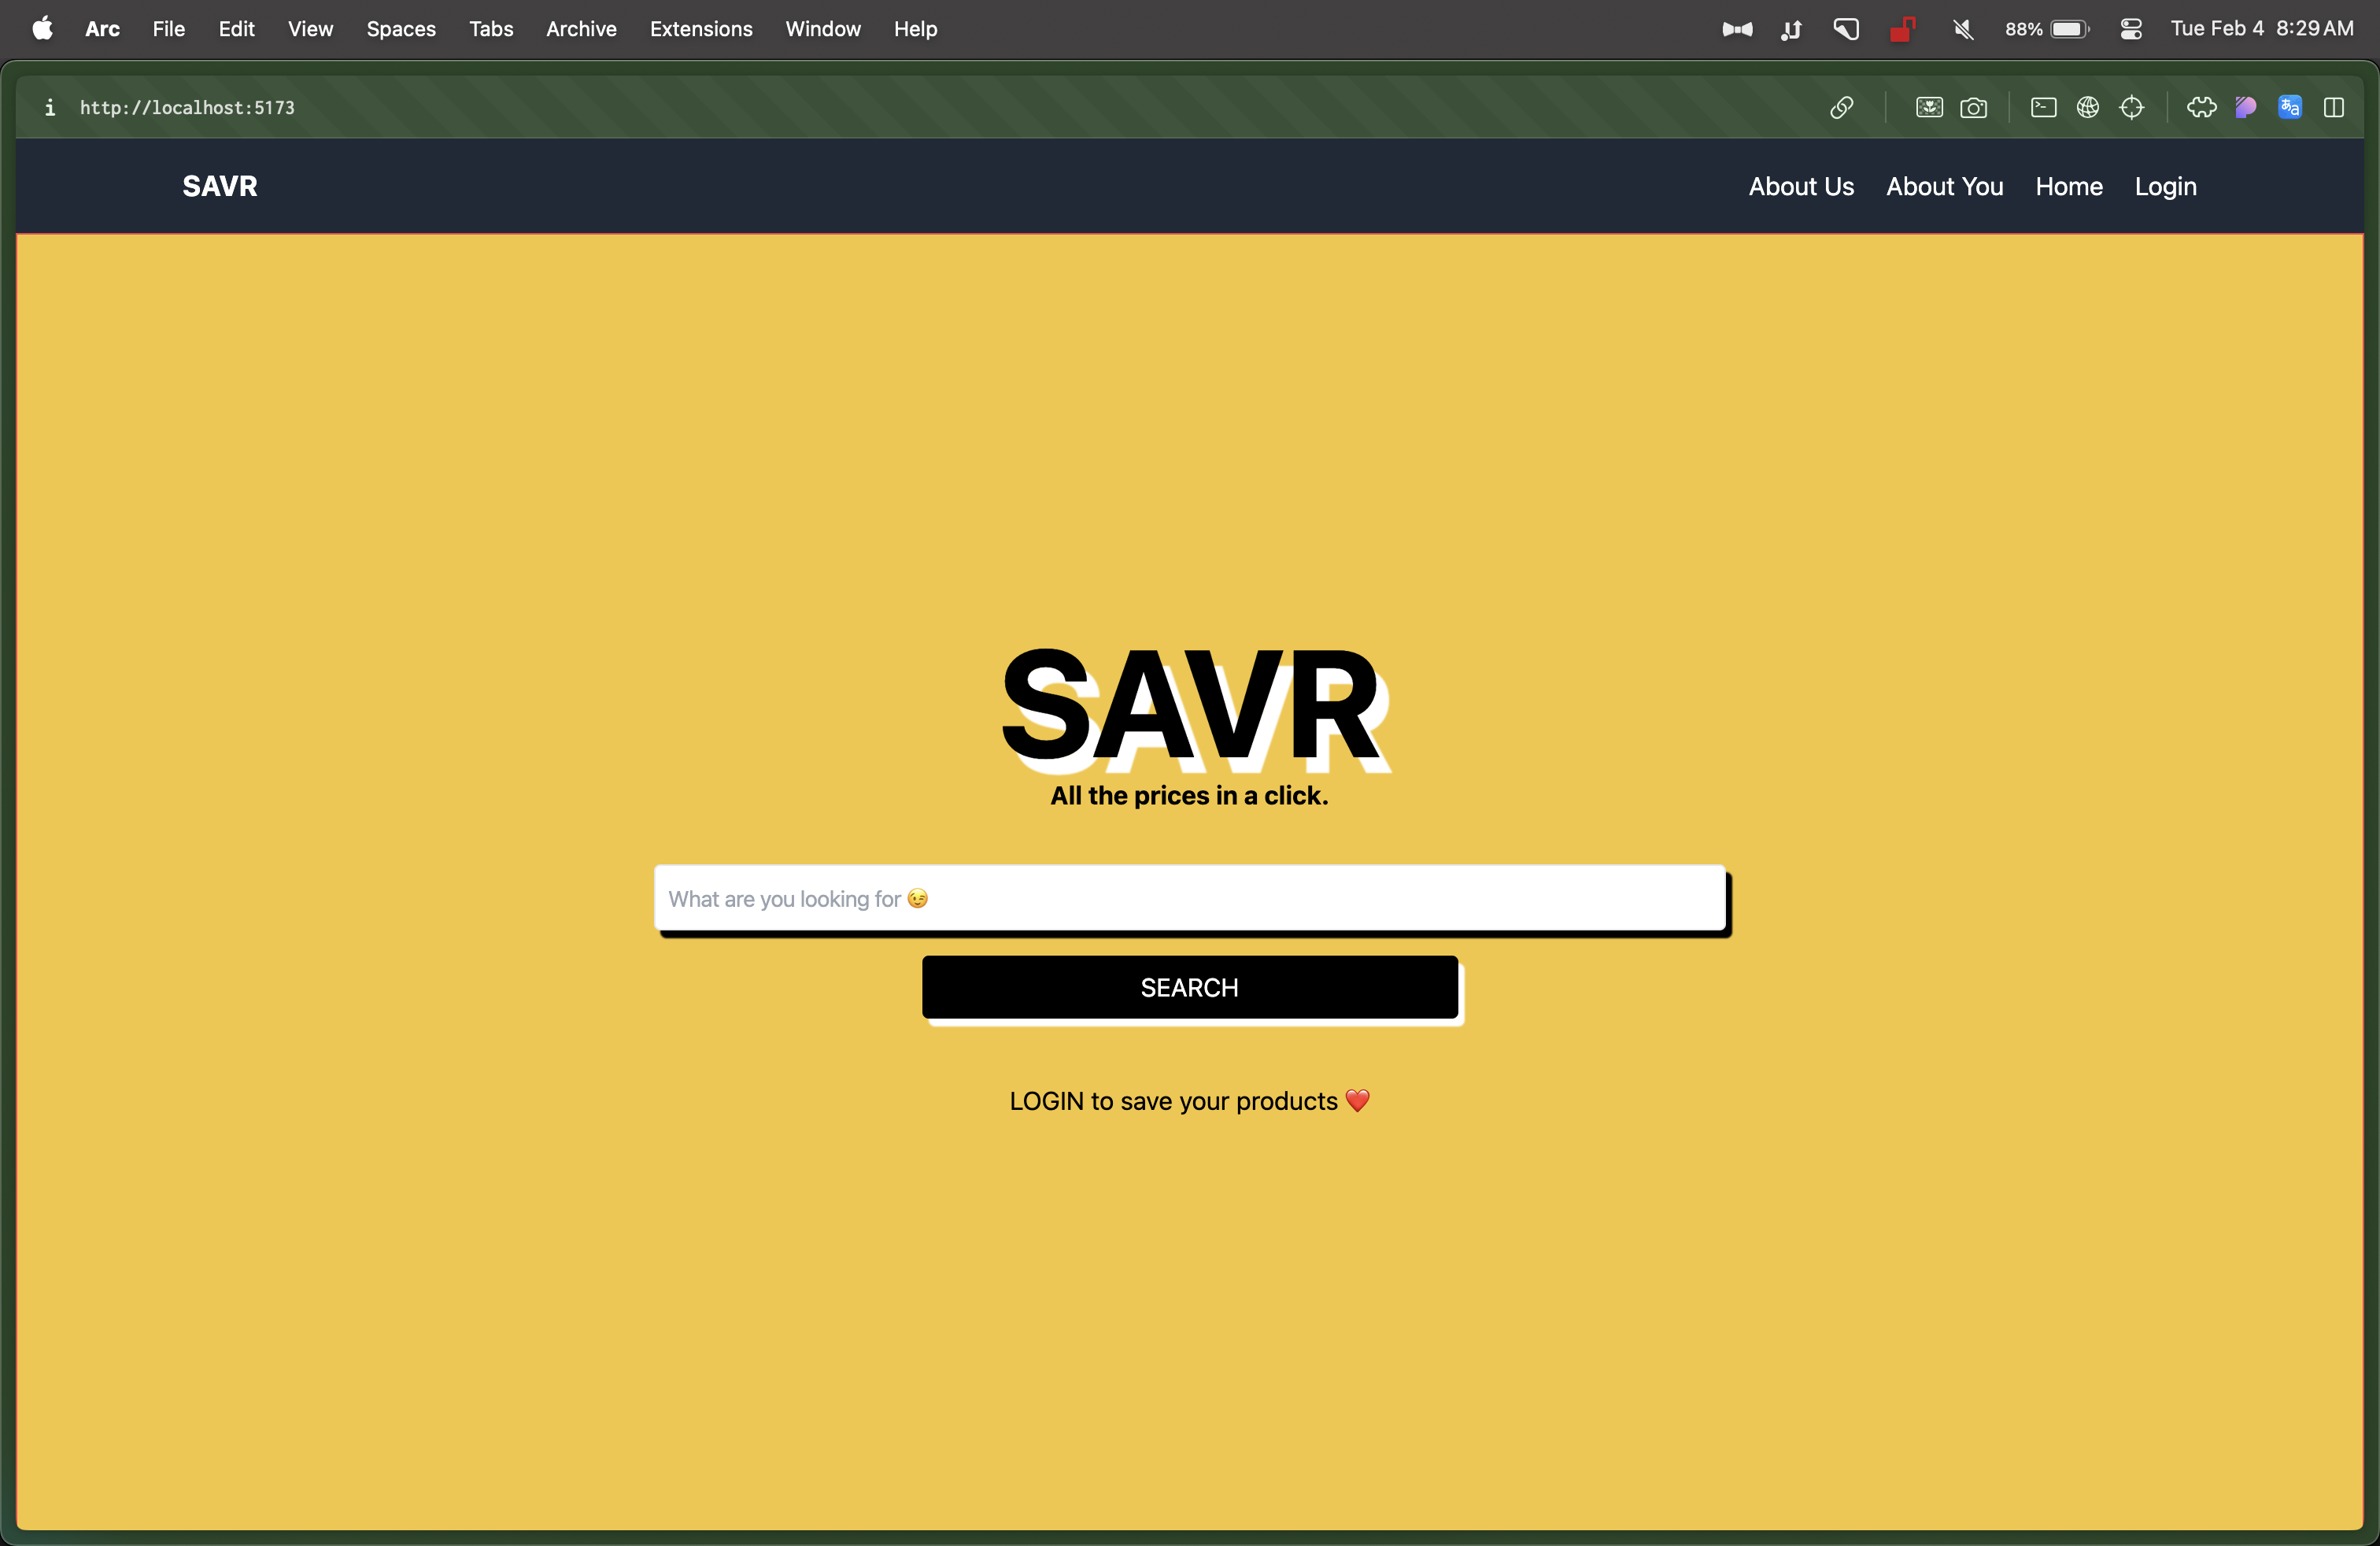 Arc File Edit View Spaces Tabs Archive Extensions Window Help 88% Tue Feb 4 8:29 AM
http://localhost:5173
SAVR About Us About You Home Login
SAVR
All the prices in a click.
What are you looking for 😉
SEARCH
LOGIN to save your products ❤️